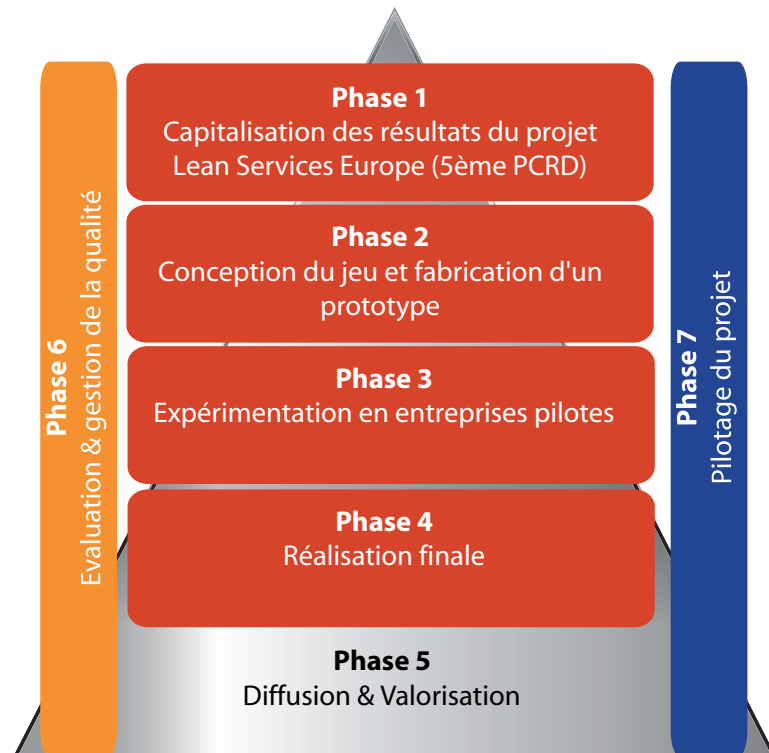 Phase 1
Capitalisation des résultats du projet
Lean Services Europe (5ème PCRD)
Phase 2
Conception du jeu et fabrication d'un
prototype
Phase 3
Expérimentation en entreprises pilotes
Phase 4
Réalisation finale
Phase 5
Diffusion & Valorisation
Phase 6
Evaluation & gestion de la qualité
Phase 7
Pilotage du projet